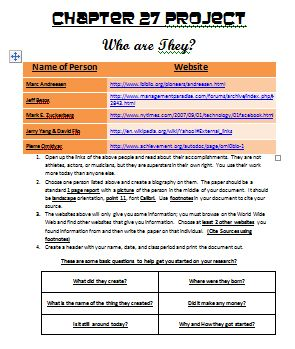 CHAPTER 27 PROJECT
Who are They?
Name of Person Website
Marc Andreesen http://www.ibiblio.org/pioneers/andreesen.html
Jeff Bezos http://www.managementparadise.com/forums/archive/index.php/t-
2343.html
Mark E. Zuckerberg http://www.nytimes.com/2007/09/01/technology/01facebook.html
Jerry Yang & David Filo http://en.wikipedia.org/wiki/Yahoo!#External_links
Pierre Omidyar http://www.achievement.org/autodoc/page/omi0bio-1
1. Open up the links of the above people and read about their accomplishments. They are not
athletes, actors, or musicians, but they are superstars in their own right. You use their work
more today than anyone else.
2. Choose one person listed above and create a biography on them. The paper should be a
standard 1 page report with a picture of the person in the middle of your document. It should
be landscape orientation, point 11, font Calibri. Use footnotes in your document to cite your
source.
3. The websites above will only give you some information; you must browse on the World Wide
Web and find other websites that give you information. Choose at least 2 other websites you
found information from and then write the paper on that individual. (Cite Sources using
footnotes)
4. Create a header with your name, date, and class period and print the document out.
These are some basic questions to help get you started on your research?
What did they create? Where were they born?
What is the name of the thing they created? Did it make any money?
Is it still around today? Why and How they got started?